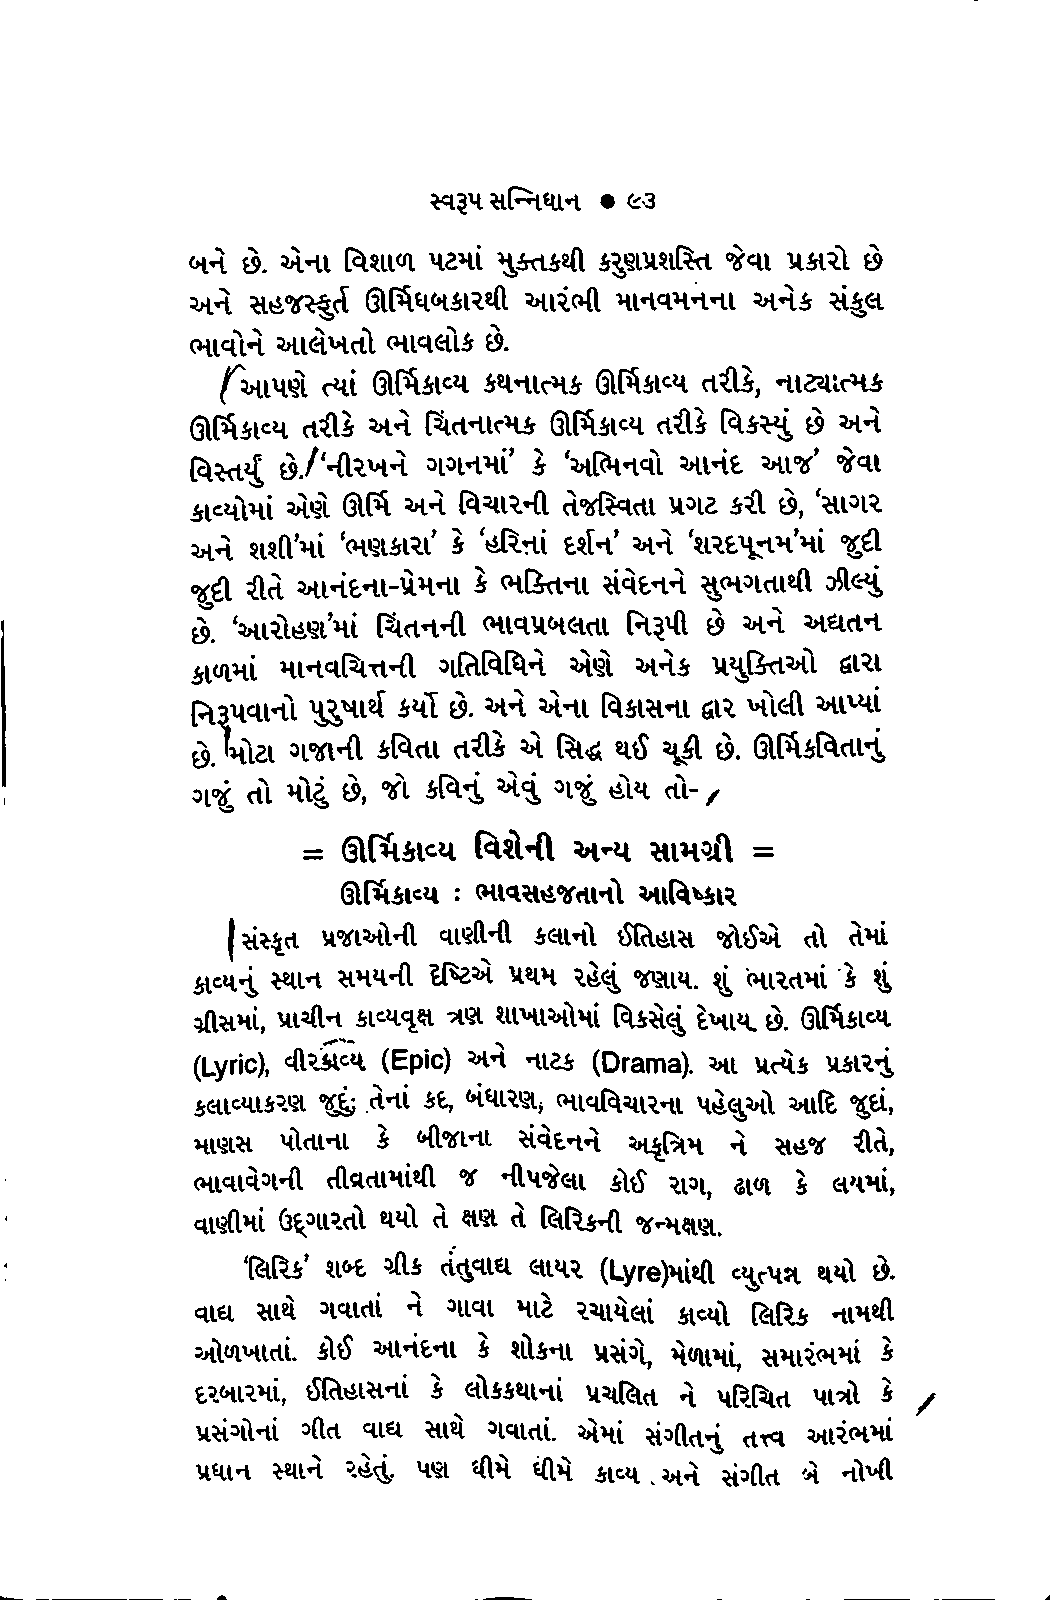 સ્વરૂપ સન્નિધાન ● ૯૩
બને છે. એના વિશાળ પટમાં મુક્તકથી કરુણપ્રશસ્તિ જેવા પ્રકારો છે
અને સહજસ્ફુર્ત ઊર્મિધબકારથી આરંભી માનવમનના અનેક સંકુલ
ભાવોને આલેખતો ભાવલોક છે.
આપણે ત્યાં ઊર્મિકાવ્ય કથનાત્મક ઊર્મિકાવ્ય તરીકે, નાટ્યાત્મક
ઊર્મિકાવ્ય તરીકે અને ચિંતનાત્મક ઊર્મિકાવ્ય તરીકે વિકસ્યું છે અને
વિસ્તર્યું છે. ‘નીરખને ગગનમાં’ કે ‘અભિનવો આનંદ આજ’ જેવા
કાવ્યોમાં એણે ઊર્મિ અને વિચારની તેજસ્વિતા પ્રગટ કરી છે, ‘સાગર
અને શશી’માં ‘ભણકારા’ કે ‘હરિનાં દર્શન’ અને ‘શરદપૂનમ’માં જુદી
જુદી રીતે આનંદના-પ્રેમના કે ભક્તિના સંવેદનને સુભગતાથી ઝીલ્યું
છે. ‘આરોહણ’માં ચિંતનની ભાવપ્રબલતા નિરૂપી છે અને અદ્યતન
કાળમાં માનવચિત્તની ગતિવિધિને એણે અનેક પ્રયુક્તિઓ દ્વારા
નિરૂપવાનો પુરુષાર્થ કર્યો છે. અને એના વિકાસના દ્વાર ખોલી આપ્યાં
છે. મોટા ગજાની કવિતા તરીકે એ સિદ્ધ થઈ ચૂકી છે. ઊર્મિકવિતાનું
ગજું તો મોટું છે, જો કવિનું એવું ગજું હોય તો-
= ઊર્મિકાવ્ય વિશેની અન્ય સામગ્રી =
ઊર્મિકાવ્ય : ભાવસહજતાનો આવિષ્કાર
સંસ્કૃત પ્રજાઓની વાણીની કલાનો ઈતિહાસ જોઈએ તો તેમાં
કાવ્યનું સ્થાન સમયની દૃષ્ટિએ પ્રથમ રહેલું જણાય. શું ભારતમાં કે શું
ગ્રીસમાં, પ્રાચીન કાવ્યવૃક્ષ ત્રણ શાખાઓમાં વિકસેલું દેખાય છે. ઊર્મિકાવ્ય
(Lyric), વીરકાવ્ય (Epic) અને નાટક (Drama). આ પ્રત્યેક પ્રકારનું
કલાવ્યાકરણ જૂદું; તેનાં કદ, બંધારણ, ભાવવિચારના પહેલુઓ આદિ જુદાં,
માણસ પોતાના કે બીજાના સંવેદનને અકૃત્રિમ ને સહજ રીતે,
ભાવાવેગની તીવ્રતામાંથી જ નીપજેલા કોઈ રાગ, ઢાળ કે લયમાં,
વાણીમાં ઉદ્ગારતો થયો તે ક્ષણ તે લિરિકની જન્મક્ષણ.
‘લિરિક’ શબ્દ ગ્રીક તંતુવાદ્ય લાયર (Lyre)માંથી વ્યુત્પન્ન થયો છે.
વાદ્ય સાથે ગવાતાં ને ગાવા માટે રચાયેલાં કાવ્યો લિરિક નામથી
ઓળખાતાં. કોઈ આનંદના કે શોકના પ્રસંગે, મેળામાં, સમારંભમાં કે
દરબારમાં, ઈતિહાસનાં કે લોકકથાનાં પ્રચલિત ને પરિચિત પાત્રો કે
પ્રસંગોનાં ગીત વાદ્ય સાથે ગવાતાં. એમાં સંગીતનું તત્ત્વ આરંભમાં
પ્રધાન સ્થાને રહેતું. પણ ધીમે ધીમે કાવ્ય અને સંગીત બે નોખી